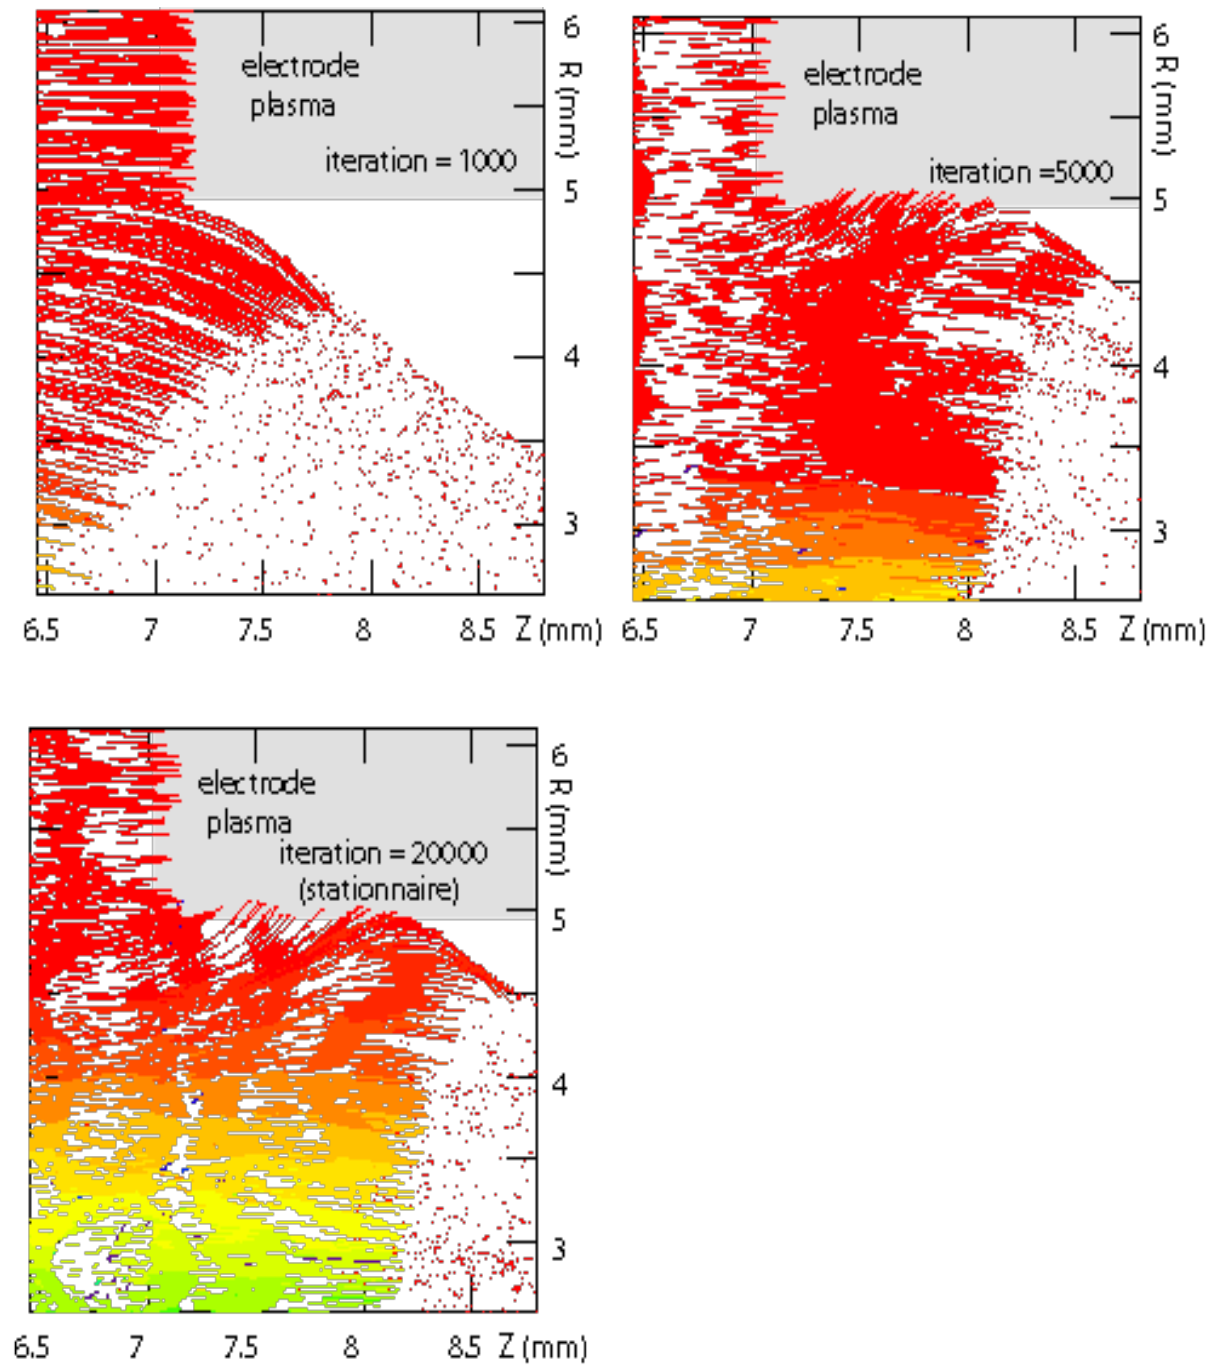 6
electrode
plasma
R (mm)
iteration = 1000
5
4
3
6.5 7 7.5 8 8.5 Z (mm)
6
electrode
plasma
R (mm)
iteration =5000
5
4
3
6.5 7 7.5 8 8.5 Z (mm)
6
electrode
plasma
R (mm)
iteration = 20000
(stationnaire)
5
4
3
6.5 7 7.5 8 8.5 Z (mm)